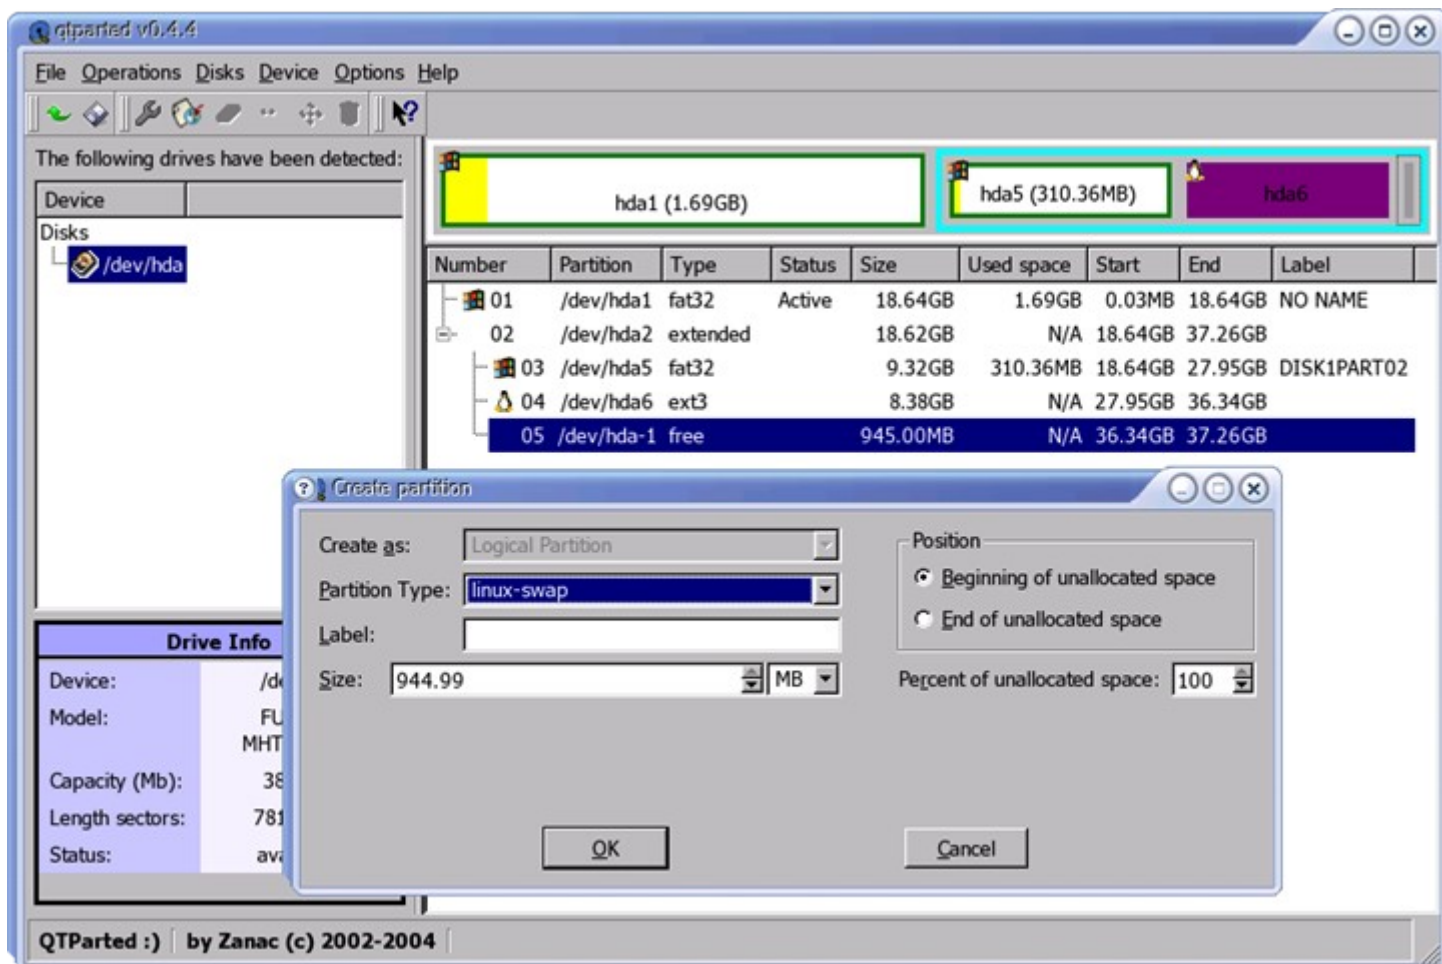 qtparted v0.4.4
File Operations Disks Device Options Help
The following drives have been detected:
Device
Disks
/dev/hda
hda1 (1.69GB)
hda5 (310.36MB)
hda6
Number Partition Type Status Size Used space Start End Label
01 /dev/hda1 fat32 Active 18.64GB 1.69GB 0.03MB 18.64GB NO NAME
02 /dev/hda2 extended 18.62GB N/A 18.64GB 37.26GB
03 /dev/hda5 fat32 9.32GB 310.36MB 18.64GB 27.95GB DISK1PART02
04 /dev/hda6 ext3 8.38GB N/A 27.95GB 36.34GB
05 /dev/hda-1 free 945.00MB N/A 36.34GB 37.26GB
Create partition
Create as: Logical Partition
Partition Type: linux-swap
Label:
Size: 944.99 MB
Position
Beginning of unallocated space
End of unallocated space
Percent of unallocated space: 100
OK
Cancel
Drive Info
Device:
Model: FU
MHT
Capacity (Mb): 38
Length sectors: 781
Status: ava
QTParted :) by Zanac (c) 2002-2004